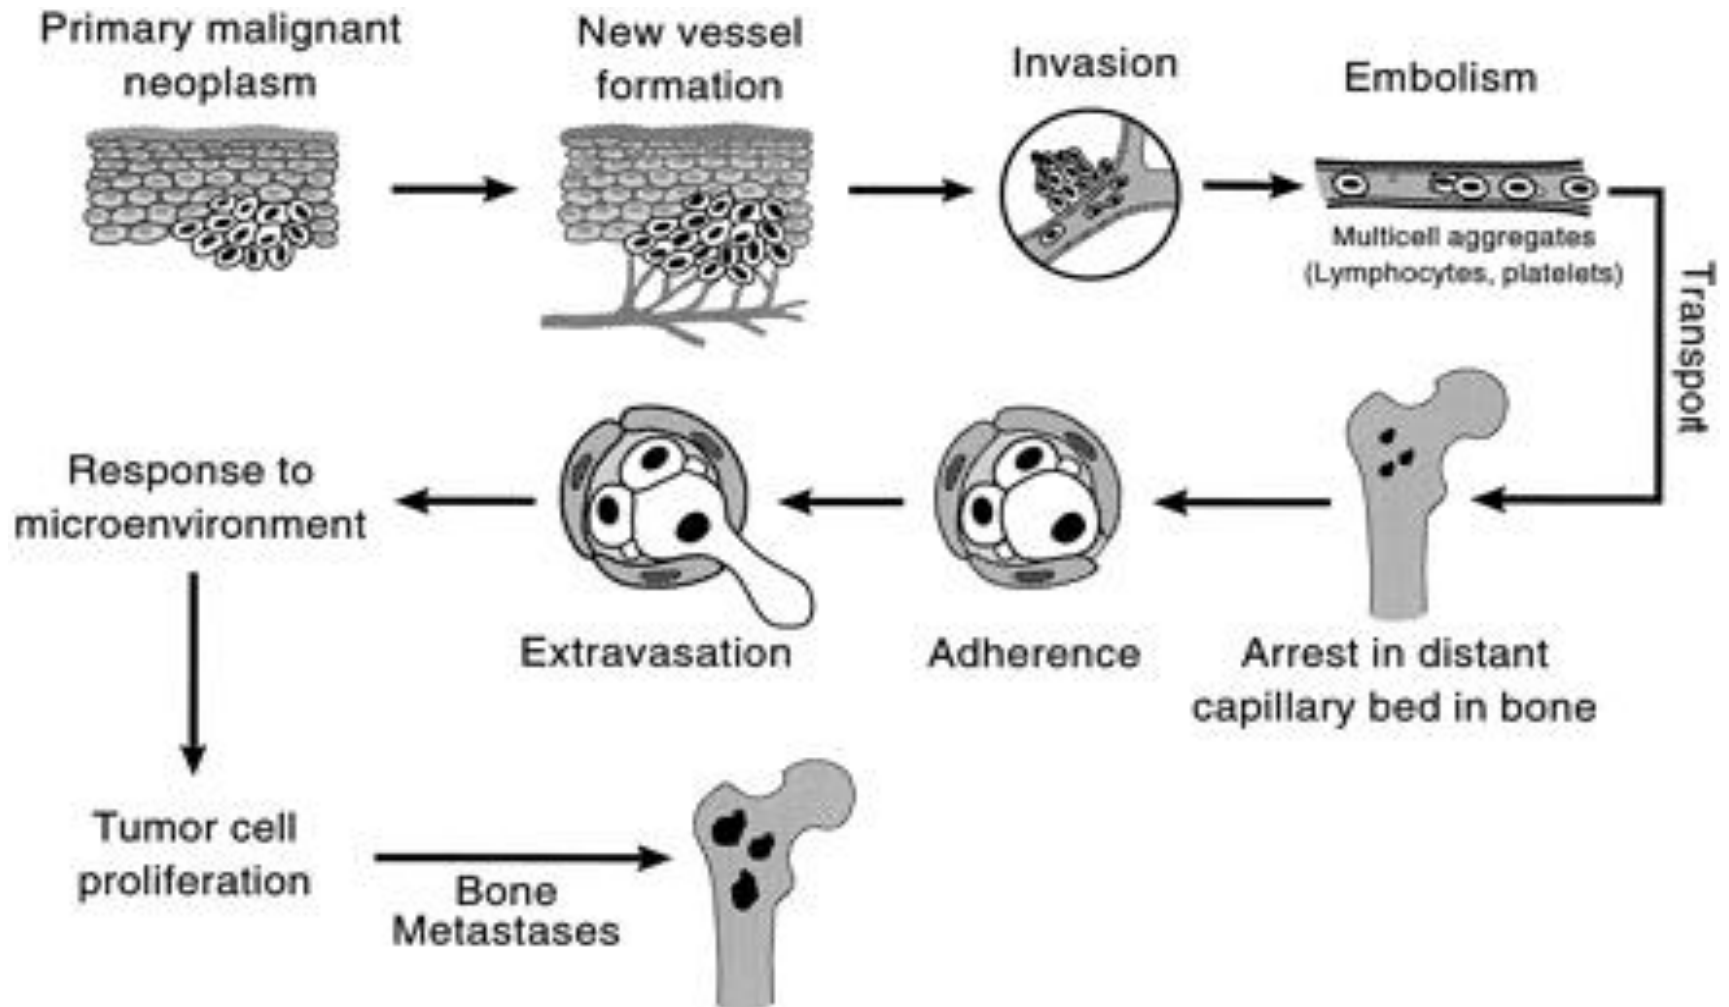 Primary malignant
neoplasm
New vessel
formation
Invasion
Embolism
Multicell aggregates
(Lymphocytes, platelets)
Transport
Response to
microenvironment
Extravasation
Adherence
Arrest in distant
capillary bed in bone
Tumor cell
proliferation
Bone
Metastases